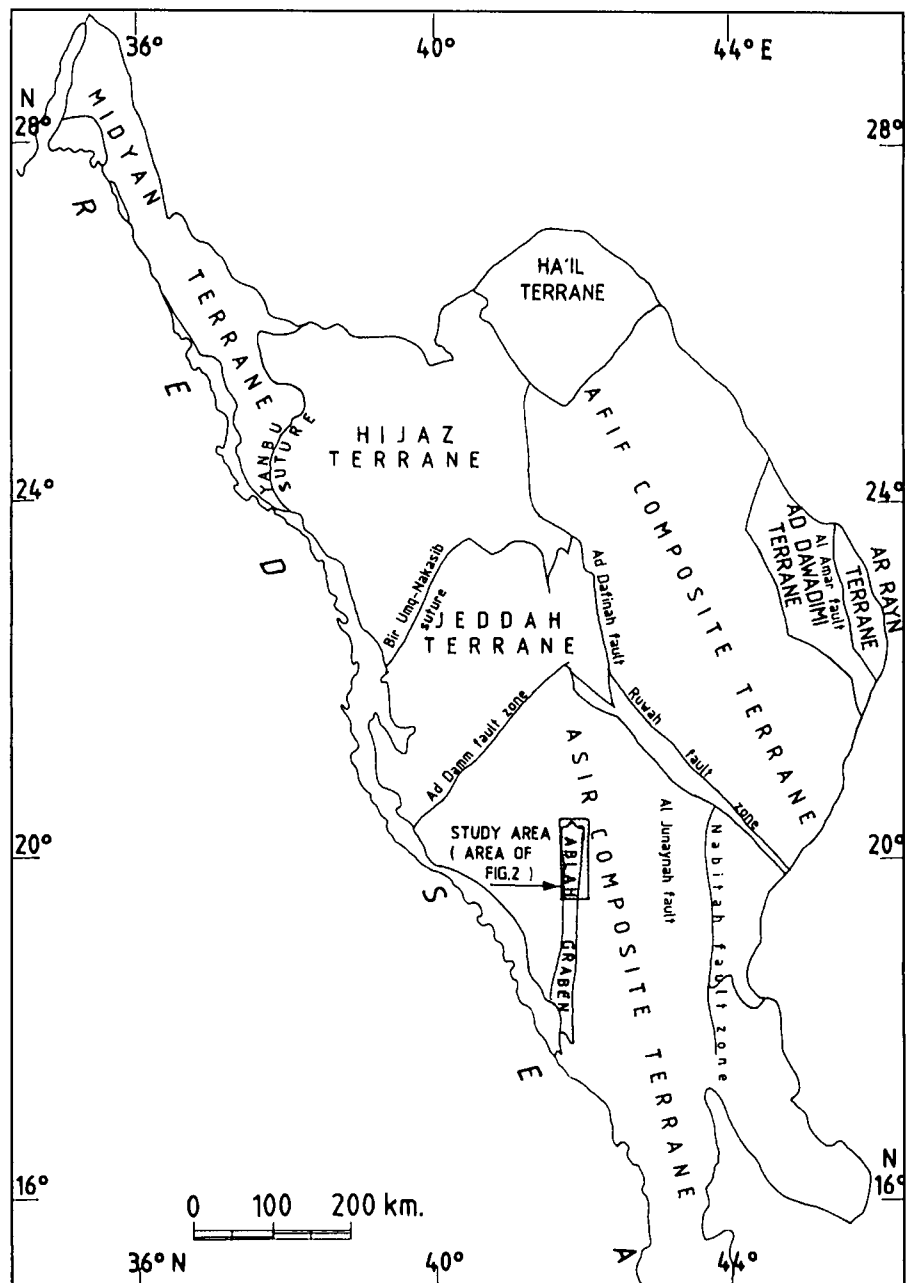 36°
40°
44° E
N
28°
28°
MIDYAN TERRANE
RED SEA
HA'IL
TERRANE
YANBU
SUTURE
HIJAZ
TERRANE
AFIF COMPOSITE TERRANE
24°
24°
AD DAWADIMI
TERRANE
Al Amar fault
AR RAYN
TERRANE
Bir Umq-Nakasib
suture
JEDDAH
TERRANE
Ad Dafinah fault
Ruwah fault zone
Ad Damm fault zone
ASIR COMPOSITE TERRANE
Al Junaynah fault
Nabitah fault zone
STUDY AREA
( AREA OF
FIG.2 )
ABLAH GRABEN
20°
20°
N
16°
16°
0 100 200 km.
36° N
40°
44°